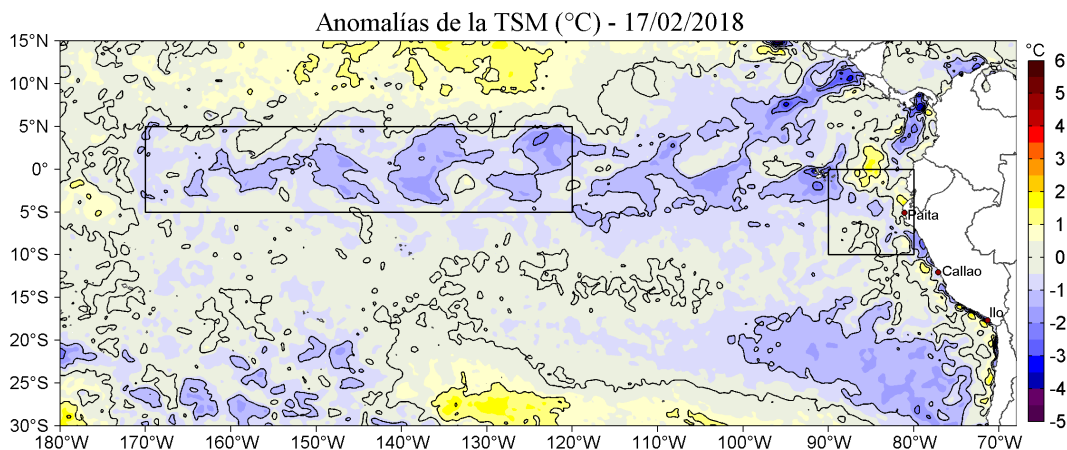 Anomalías de la TSM (°C) - 17/02/2018
15°N
10°N
5°N
0°
5°S
10°S
15°S
20°S
25°S
30°S
180°W
170°W
160°W
150°W
140°W
130°W
120°W
110°W
100°W
90°W
80°W
70°W
Paita
Callao
Ilo
°C
6
5
4
3
2
1
0
-1
-2
-3
-4
-5